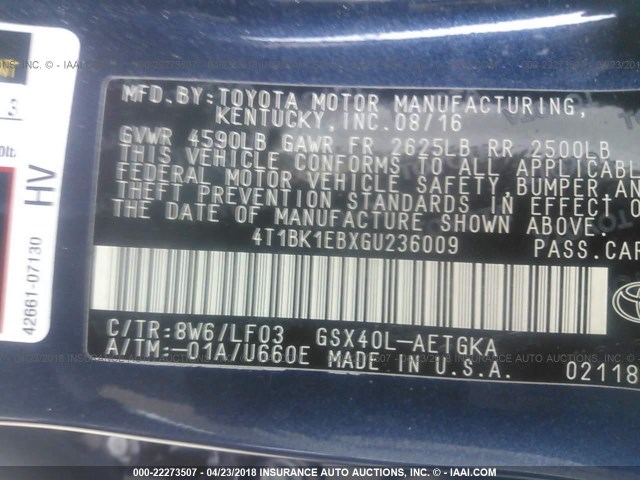 MFD. BY: TOYOTA MOTOR MANUFACTURING,
KENTUCKY, INC. 08/16
GVWR 4590LB GAWR FR 2625LB RR 2500LB
THIS VEHICLE CONFORMS TO ALL APPLICABL
FEDERAL MOTOR VEHICLE SAFETY, BUMPER AN
THEFT PREVENTION STANDARDS IN EFFECT O
THE DATE OF MANUFACTURE SHOWN ABOVE.
4T1BK1EBXGU236009 PASS.CAR
C/TR: 8W6/LF03 GSX40L-AETGKA
A/TM: -01A/U660E MADE IN U.S.A. 02118
TOYOTA
HV
42661-07130
3
000-22273507 - 04/23/2018 - INSURANCE AUTO AUCTIONS, INC. ©
- IAAI.COM -